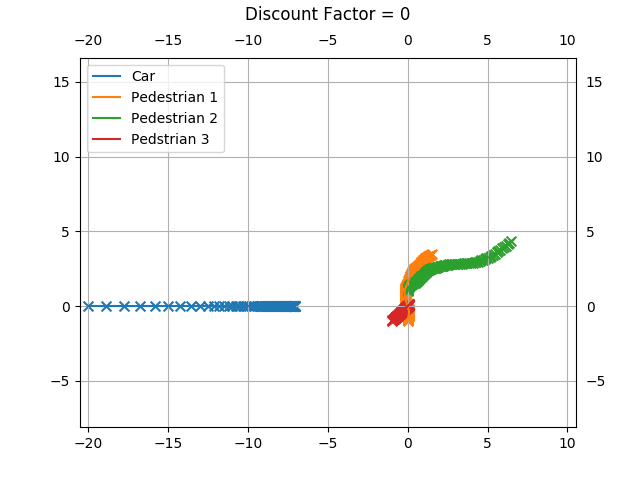 Discount Factor = 0
−20 −15 −10 −5 0 5 10
Car
Pedestrian 1
Pedestrian 2
Pedstrian 3
15 15
10 10
5 5
0 0
−5 −5
−20 −15 −10 −5 0 5 10